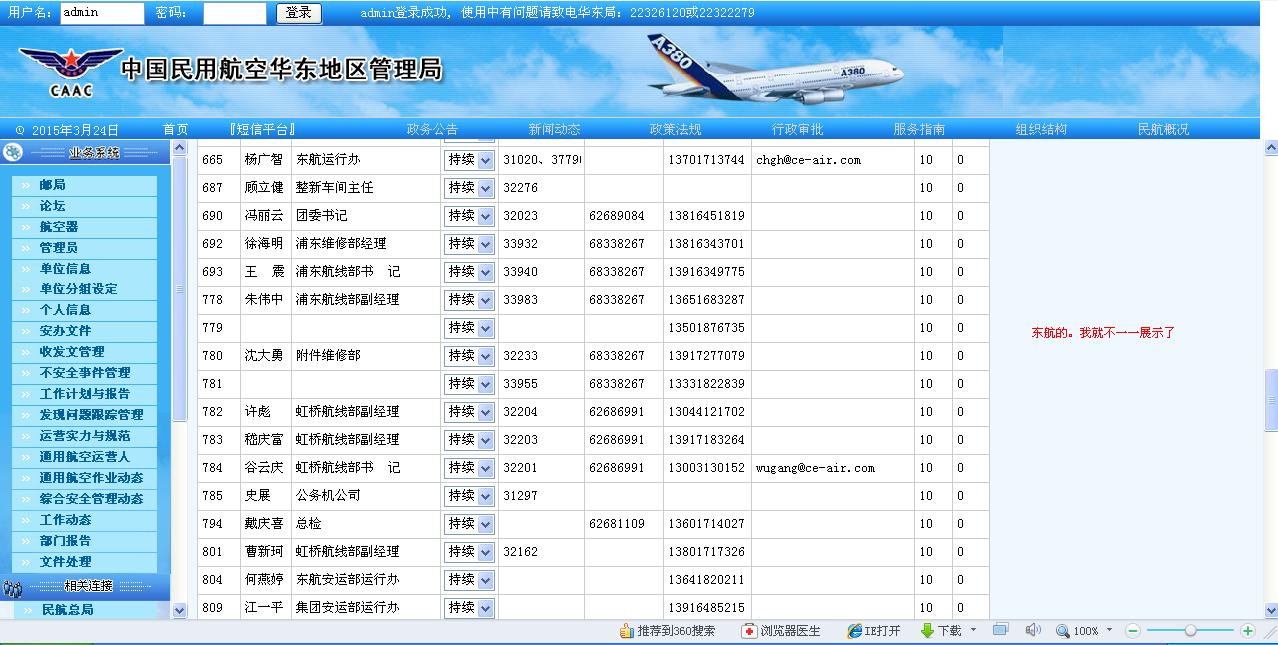 用户名： admin 密码： 登录 admin登录成功，使用中有问题请致电华东局：22326120或22322279
A380
A380
中国民用航空华东地区管理局
CAAC
2015年3月24日 首页 『短信平台』 政务公告 新闻动态 政策法规 行政审批 服务指南 组织结构 民航概况
业务系统
邮局
论坛
航空器
管理员
单位信息
单位分组设定
个人信息
安办文件
收发文管理
不安全事件管理
工作计划与报告
发现问题跟踪管理
运营实力与规范
通用航空运营人
通用航空作业动态
综合安全管理动态
工作动态
部门报告
文件处理
相关连接
民航总局
665 杨广智 东航运行办 持续 31020、3779 13701763744 chgh@ce-air.com 10 0
687 顾立健 整新车间主任 持续 32276 10 0
690 冯丽云 团委书记 持续 32023 62689084 13816451819 10 0
692 徐海明 浦东维修部经理 持续 33932 68338267 13816343701 10 0
693 王 震 浦东航线部书 记 持续 33940 68338267 13916349775 10 0
778 朱伟中 浦东航线部副经理 持续 33983 68338267 13651683287 10 0
779 持续 13501876735 10 0
780 沈大勇 附件维修部 持续 32233 68338267 13917277079 10 0
781 持续 33955 68338267 13331822839 10 0
782 许彪 虹桥航线部副经理 持续 32204 62686991 13044121702 10 0
783 嵇庆富 虹桥航线部副经理 持续 32203 62686991 13917183264 10 0
784 谷云庆 虹桥航线部书 记 持续 32201 62686991 13003130152 wugang@ce-air.com 10 0
785 史展 公务机公司 持续 31297 10 0
794 戴庆喜 总检 持续 62681109 13601714027 10 0
801 曹新珂 虹桥航线部副经理 持续 32162 13801817326 10 0
804 何燕婷 东航安运部运行办 持续 13641612021 10 0
809 江一平 集团安运部运行办 持续 13916485215 10 0
东航的。我就不一一展示了
推荐到360搜索 浏览器医生 IE打开 下载 100%